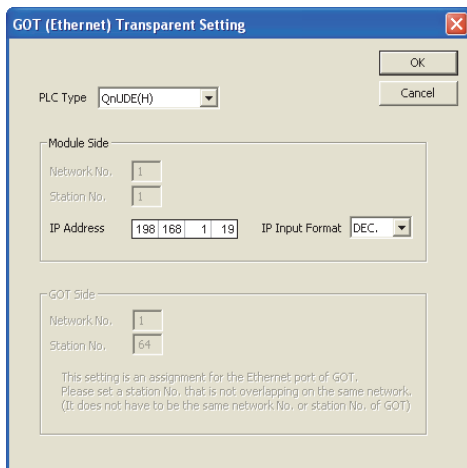 GOT (Ethernet) Transparent Setting
OK
PLC Type QnUDE(H)
Cancel
Module Side
Network No. 1
Station No. 1
IP Address 198 168 1 19 IP Input Format DEC.
GOT Side
Network No. 1
Station No. 64
This setting is an assignment for the Ethernet port of GOT.
Please set a station No. that is not overlapping on the same network.
(It does not have to be the same network No. or station No. of GOT)